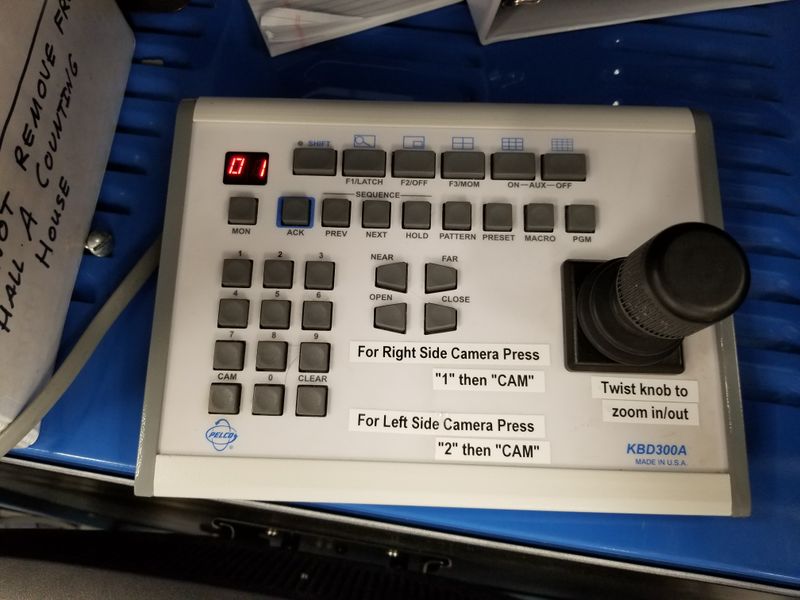 NOT REMOVE FR
HALL A COUNTING
HOUSE
01
SHIFT
F1/LATCH F2/OFF F3/MOM ON—AUX—OFF
SEQUENCE
MON ACK PREV NEXT HOLD PATTERN PRESET MACRO PGM
1 2 3
NEAR FAR
4 5 6
OPEN CLOSE
7 8 9
CAM 0 CLEAR
For Right Side Camera Press
"1" then "CAM"
For Left Side Camera Press
"2" then "CAM"
Twist knob to
zoom in/out
PELCO
®
KBD300A
MADE IN U.S.A.